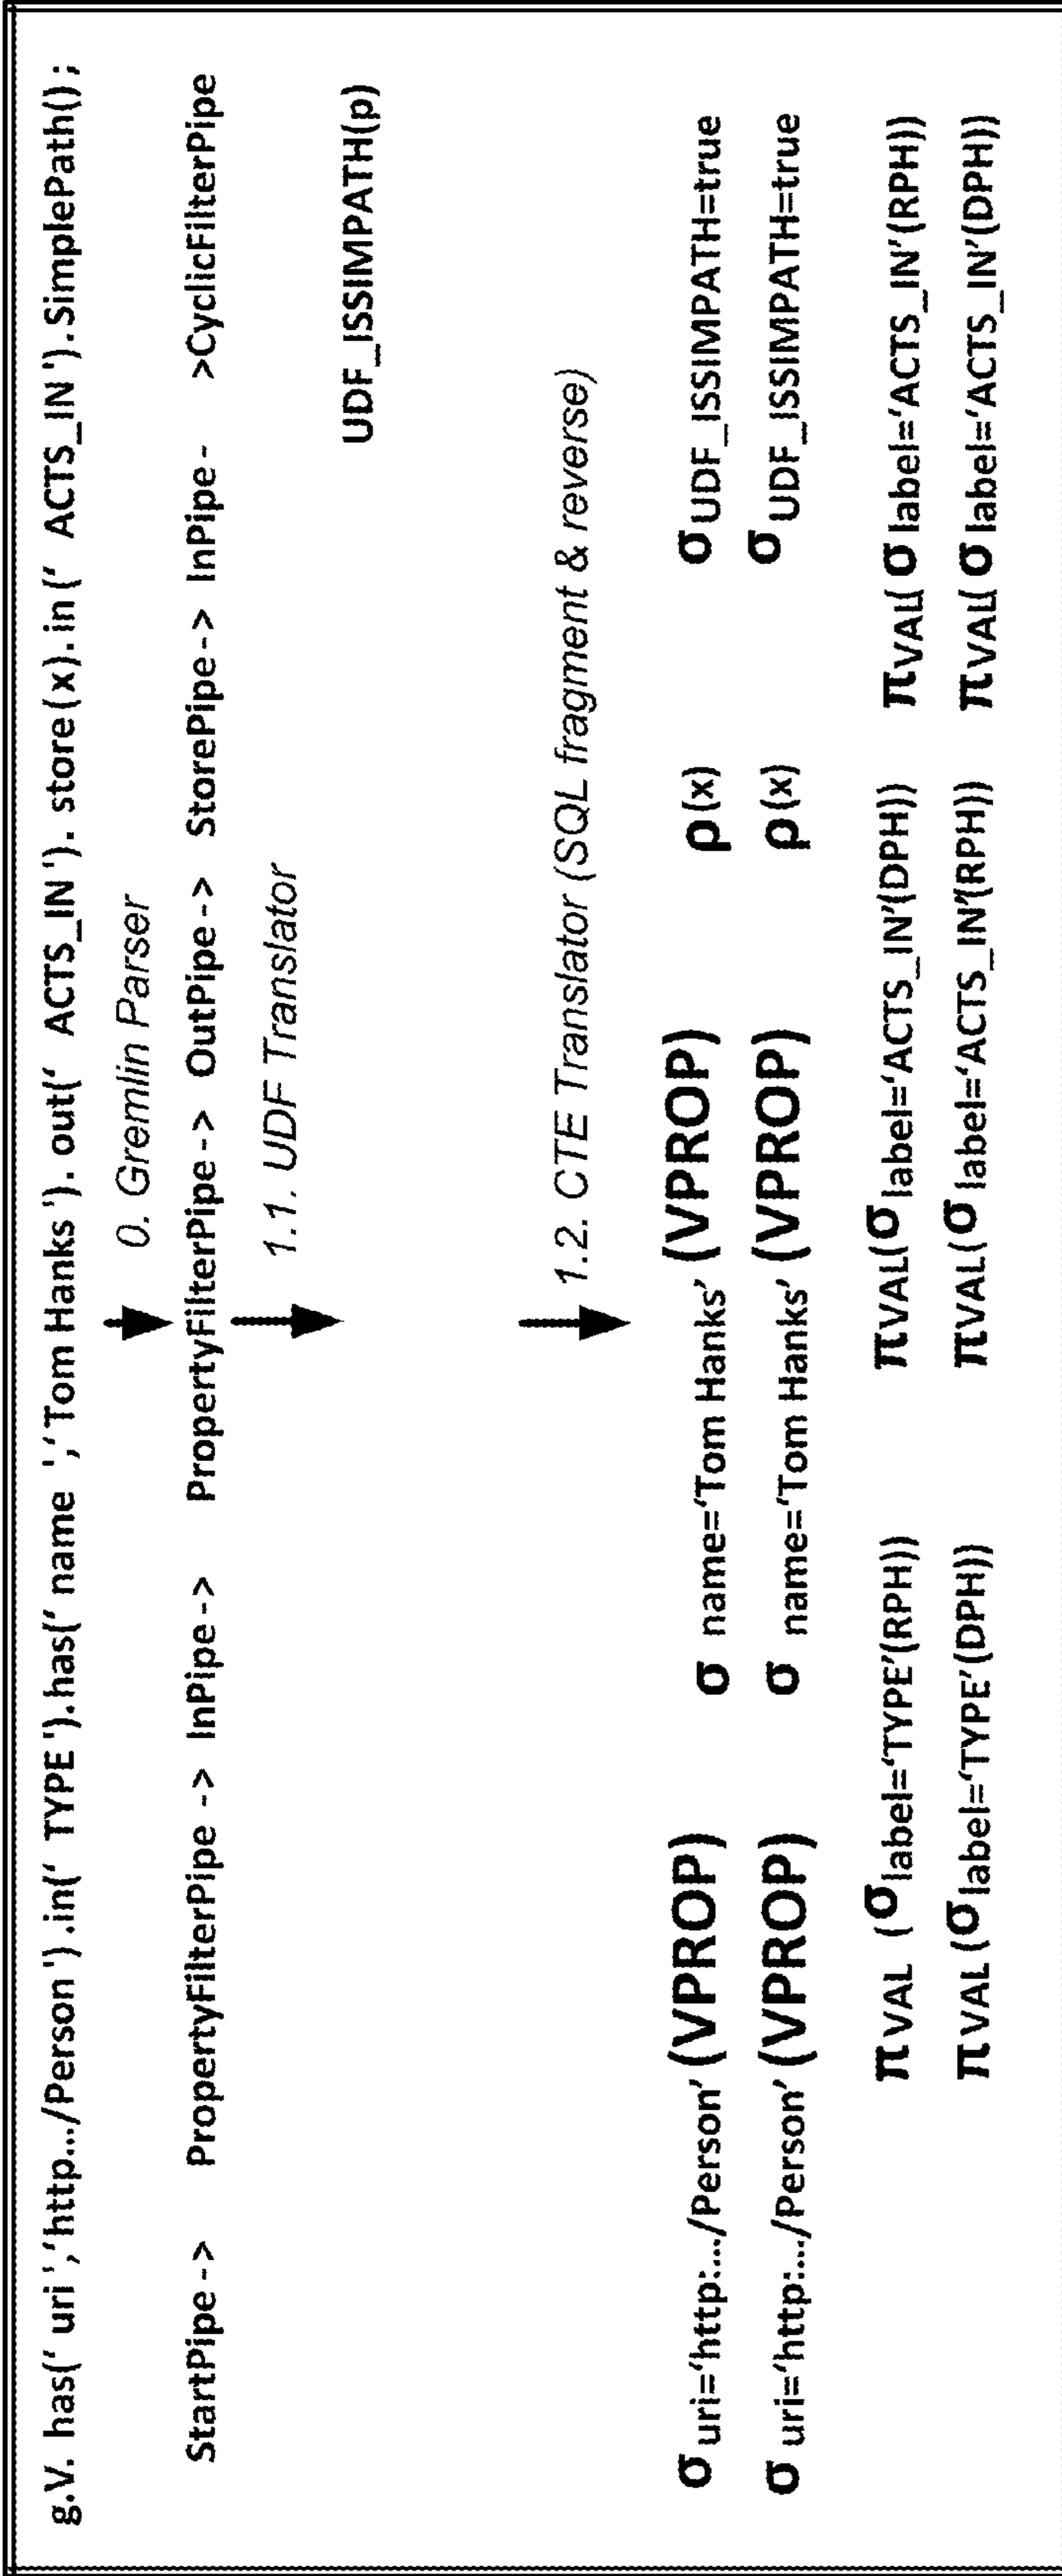 g.V. has(‘ uri ’,‘http.../Person’) .in(‘ TYPE ’).has(‘ name ’,‘Tom Hanks ’). out(‘ ACTS_IN ’). store(x).in (‘ ACTS_IN ’).SimplePath();
0. Gremlin Parser
StartPipe -> PropertyFilterPipe -> InPipe -> PropertyFilterPipe -> OutPipe -> StorePipe -> InPipe - >CyclicFilterPipe
1.1. UDF Translator
UDF_ISSIMPATH(p)
1.2. CTE Translator (SQL fragment & reverse)
σ uri=‘http:.../Person’ (VPROP) σ name=‘Tom Hanks’ (VPROP) ρ(x) σ UDF_ISSIMPATH=true
σ uri=‘http:.../Person’ (VPROP) σ name=‘Tom Hanks’ (VPROP) ρ(x) σ UDF_ISSIMPATH=true
π VAL (σ label=‘TYPE’(RPH)) π VAL(σ label=‘ACTS_IN’(DPH)) π VAL( σ label=‘ACTS_IN’(RPH))
π VAL (σ label=‘TYPE’(DPH)) π VAL(σ label=‘ACTS_IN’(RPH)) π VAL( σ label=‘ACTS_IN’(DPH))